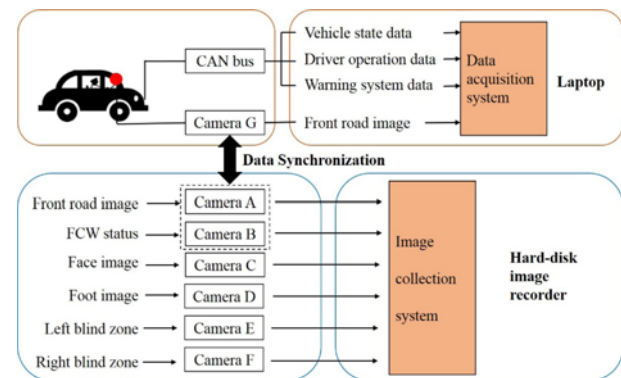 Vehicle state data
CAN bus
Driver operation data
Warning system data
Data
acquisition
system
Laptop
Camera G
Front road image
Data Synchronization
Front road image
Camera A
FCW status
Camera B
Face image
Camera C
Foot image
Camera D
Left blind zone
Camera E
Right blind zone
Camera F
Image
collection
system
Hard-disk
image
recorder